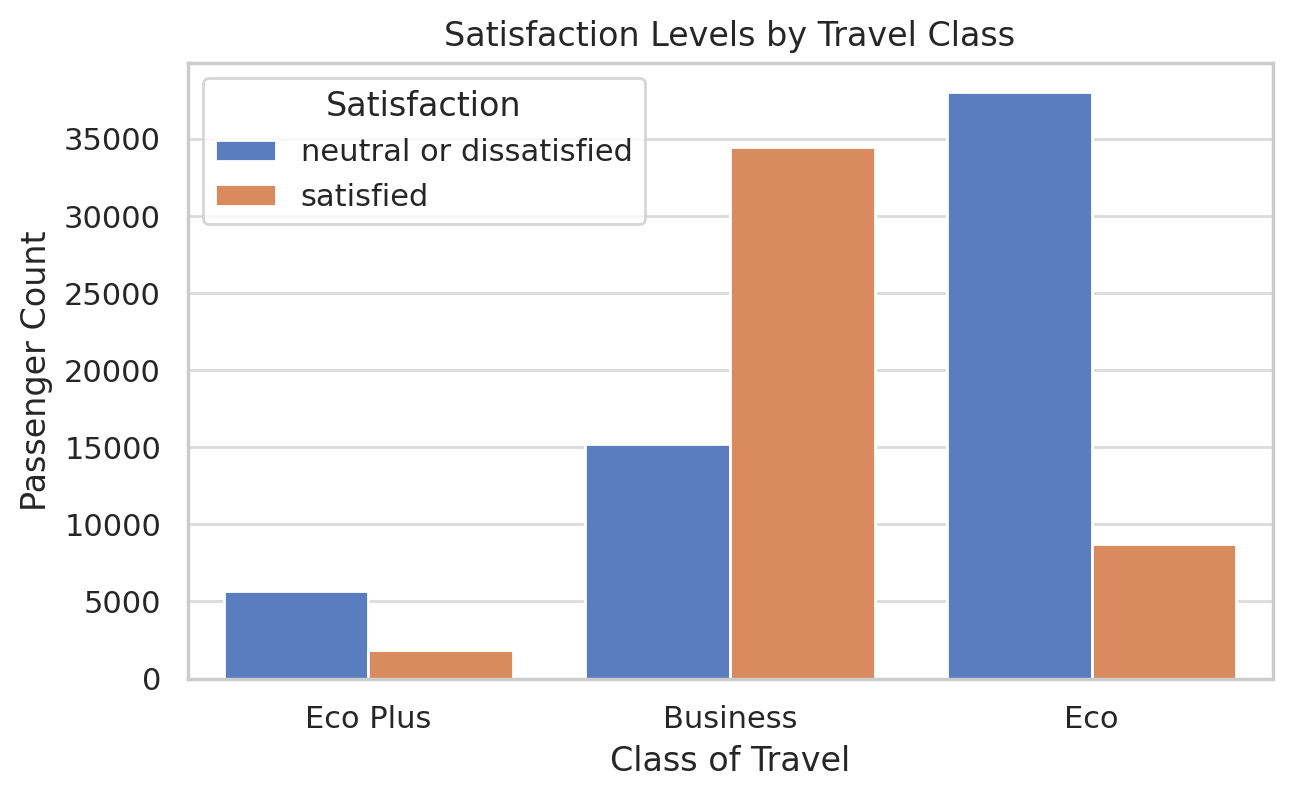 Satisfaction Levels by Travel Class
Satisfaction
neutral or dissatisfied
satisfied
Passenger Count
35000
30000
25000
20000
15000
10000
5000
0
Eco Plus
Business
Eco
Class of Travel